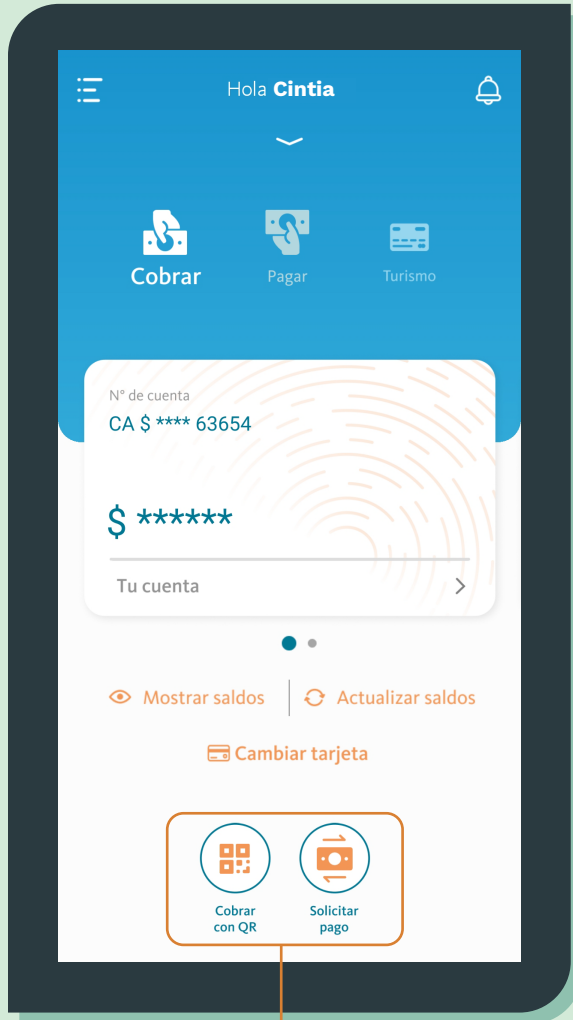 Hola Cintia
Cobrar
Pagar
Turismo
N° de cuenta
CA $ **** 63654
$ ******
Tu cuenta
Mostrar saldos
Actualizar saldos
Cambiar tarjeta
Cobrar
con QR
Solicitar
pago